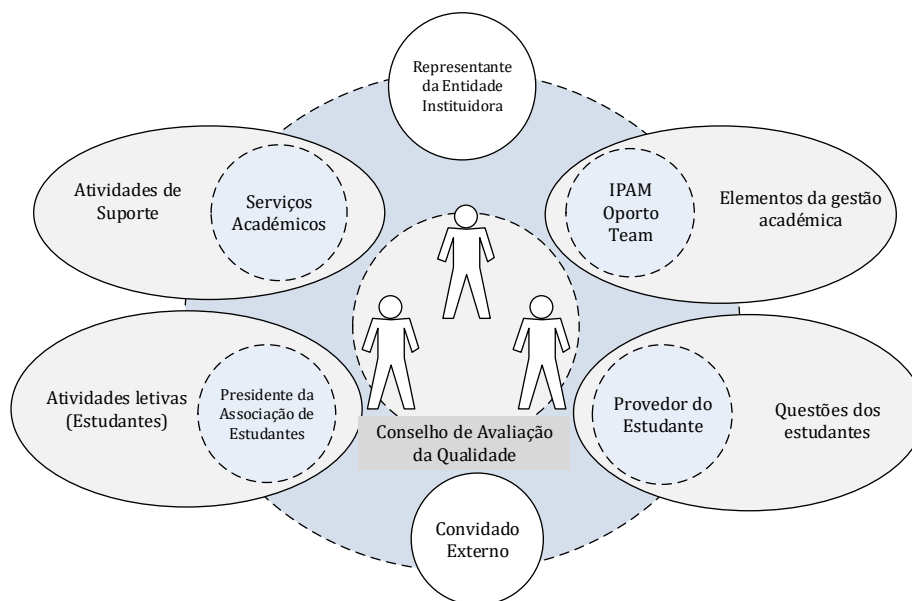 Representante
da Entidade
Instituidora
Atividades de
Suporte
Serviços
Académicos
IPAM
Oporto
Team
Elementos da gestão
académica
Atividades letivas
(Estudantes)
Presidente da
Associação de
Estudantes
Conselho de Avaliação
da Qualidade
Provedor do
Estudante
Questões dos
estudantes
Convidado
Externo